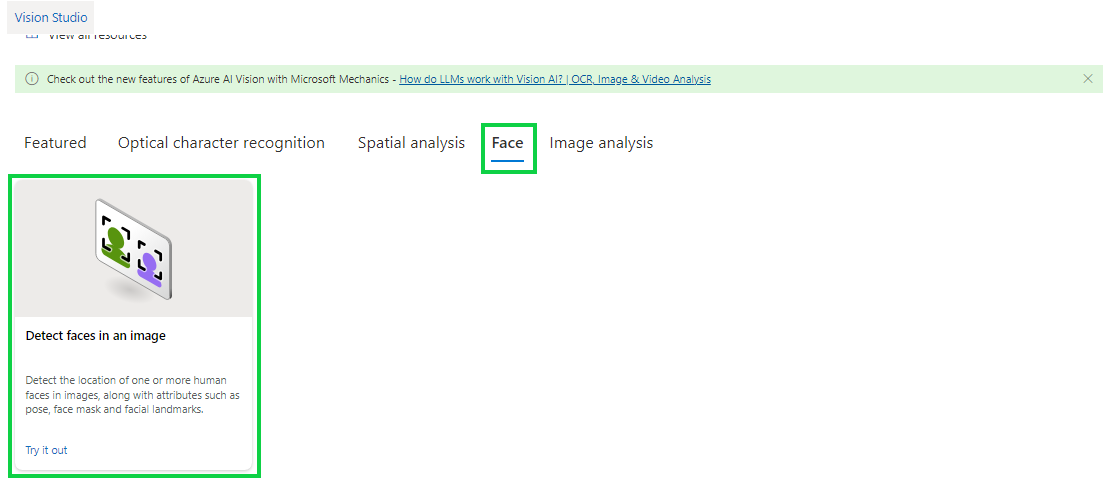 Vision Studio
View all resources
Check out the new features of Azure AI Vision with Microsoft Mechanics - How do LLMs work with Vision AI? | OCR, Image & Video Analysis
Featured Optical character recognition Spatial analysis Face Image analysis
Detect faces in an image
Detect the location of one or more human
faces in images, along with attributes such as
pose, face mask and facial landmarks.
Try it out